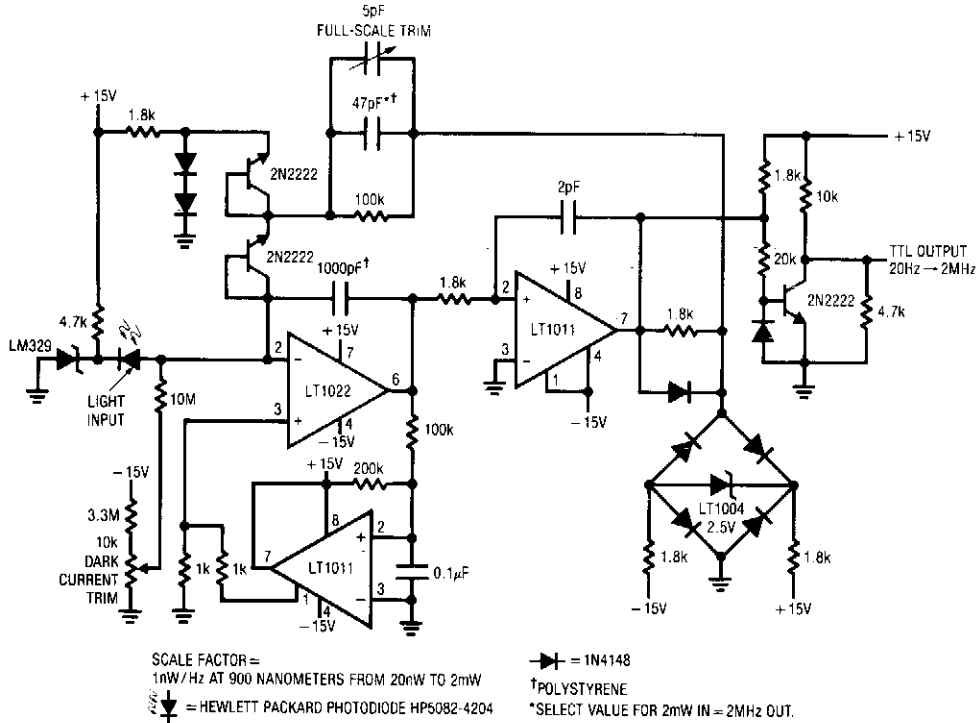 5pF
FULL-SCALE TRIM
47pF*†
+15V
1.8k
2N2222
100k
2N2222
1000pF†
2pF
+15V
1.8k
10k
20k
TTL OUTPUT
20Hz → 2MHz
2N2222
4.7k
1.8k
+15V
2
+
8
LT1011
7
3
−
4
1
−15V
1.8k
4.7k
LM329
LIGHT
INPUT
10M
+15V
2
−
7
LT1022
6
3
+
4
−15V
100k
−15V
3.3M
10k
DARK
CURRENT
TRIM
+15V
200k
8
2
+
7
LT1011
1
4
−
3
−15V
1k
1k
0.1µF
LT1004
2.5V
1.8k
1.8k
−15V
+15V
SCALE FACTOR =
1nW/Hz AT 900 NANOMETERS FROM 20nW TO 2mW
= HEWLETT PACKARD PHOTODIODE HP5082-4204
= 1N4148
†POLYSTYRENE
*SELECT VALUE FOR 2mW IN = 2MHz OUT.